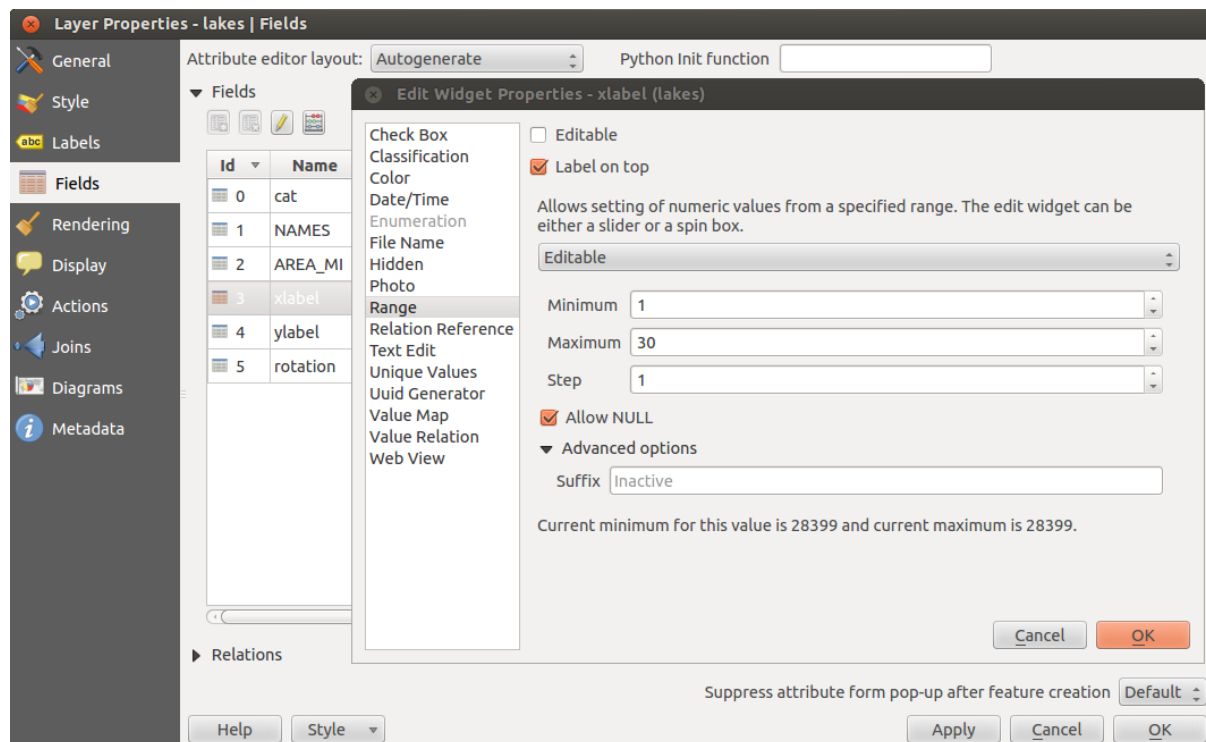 Layer Properties - lakes | Fields
General
Style
abc Labels
Fields
Rendering
Display
Actions
Joins
Diagrams
i Metadata
Attribute editor layout: Autogenerate Python Init function
Fields
Id Name
0 cat
1 NAMES
2 AREA_MI
3 xlabel
4 ylabel
5 rotation
Relations
Edit Widget Properties - xlabel (lakes)
Check Box
Classification
Color
Date/Time
Enumeration
File Name
Hidden
Photo
Range
Relation Reference
Text Edit
Unique Values
Uuid Generator
Value Map
Value Relation
Web View
Editable
Label on top
Allows setting of numeric values from a specified range. The edit widget can be
either a slider or a spin box.
Editable
Minimum 1
Maximum 30
Step 1
Allow NULL
Advanced options
Suffix Inactive
Current minimum for this value is 28399 and current maximum is 28399.
Cancel OK
Suppress attribute form pop-up after feature creation Default
Help Style Apply Cancel OK